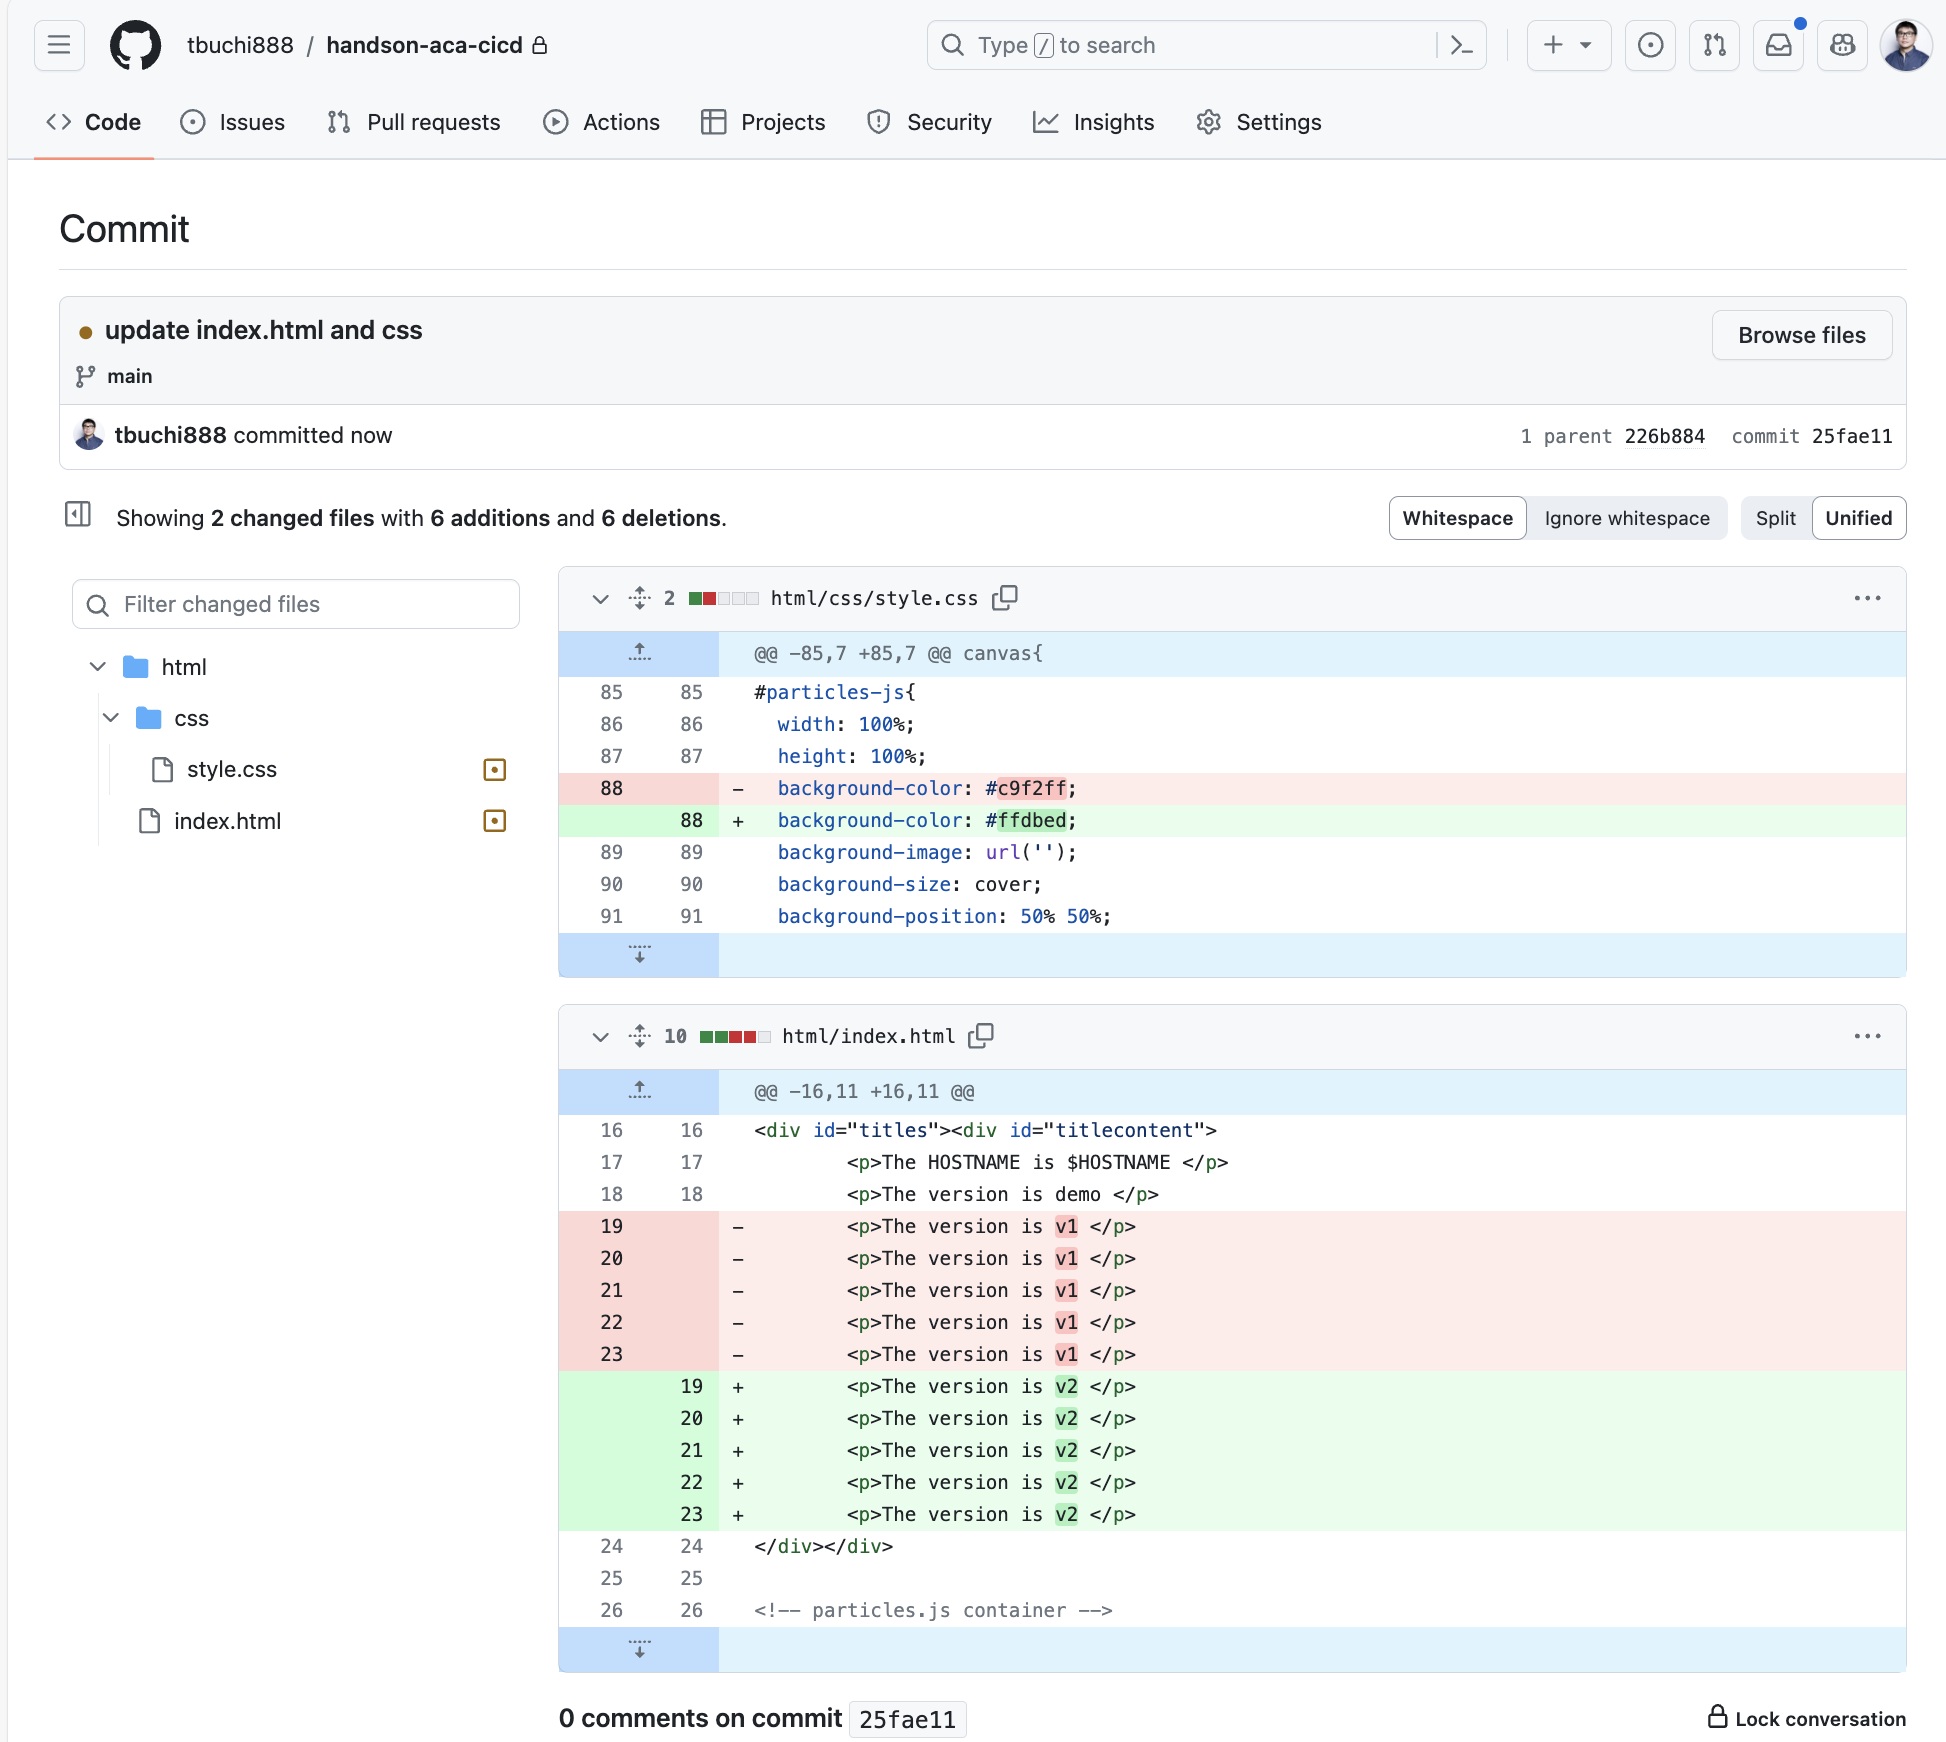 tbuchi888 / handson-aca-cicd
Type / to search
Code
Issues
Pull requests
Actions
Projects
Security
Insights
Settings
Commit
update index.html and css
Browse files
main
tbuchi888 committed now
1 parent 226b884 commit 25fae11
Showing 2 changed files with 6 additions and 6 deletions.
Whitespace
Ignore whitespace
Split
Unified
Filter changed files
html
css
style.css
index.html
2 html/css/style.css
@@ -85,7 +85,7 @@ canvas{
85 85 #particles-js{
86 86 width: 100%;
87 87 height: 100%;
88 - background-color: #c9f2ff;
88 + background-color: #ffdbed;
89 89 background-image: url('');
90 90 background-size: cover;
91 91 background-position: 50% 50%;
10 html/index.html
@@ -16,11 +16,11 @@
16 16 <div id="titles"><div id="titlecontent">
17 17 <p>The HOSTNAME is $HOSTNAME </p>
18 18 <p>The version is demo </p>
19 - <p>The version is v1 </p>
20 - <p>The version is v1 </p>
21 - <p>The version is v1 </p>
22 - <p>The version is v1 </p>
23 - <p>The version is v1 </p>
19 + <p>The version is v2 </p>
20 + <p>The version is v2 </p>
21 + <p>The version is v2 </p>
22 + <p>The version is v2 </p>
23 + <p>The version is v2 </p>
24 24 </div></div>
25 25
26 26 <!-- particles.js container -->
0 comments on commit 25fae11
Lock conversation